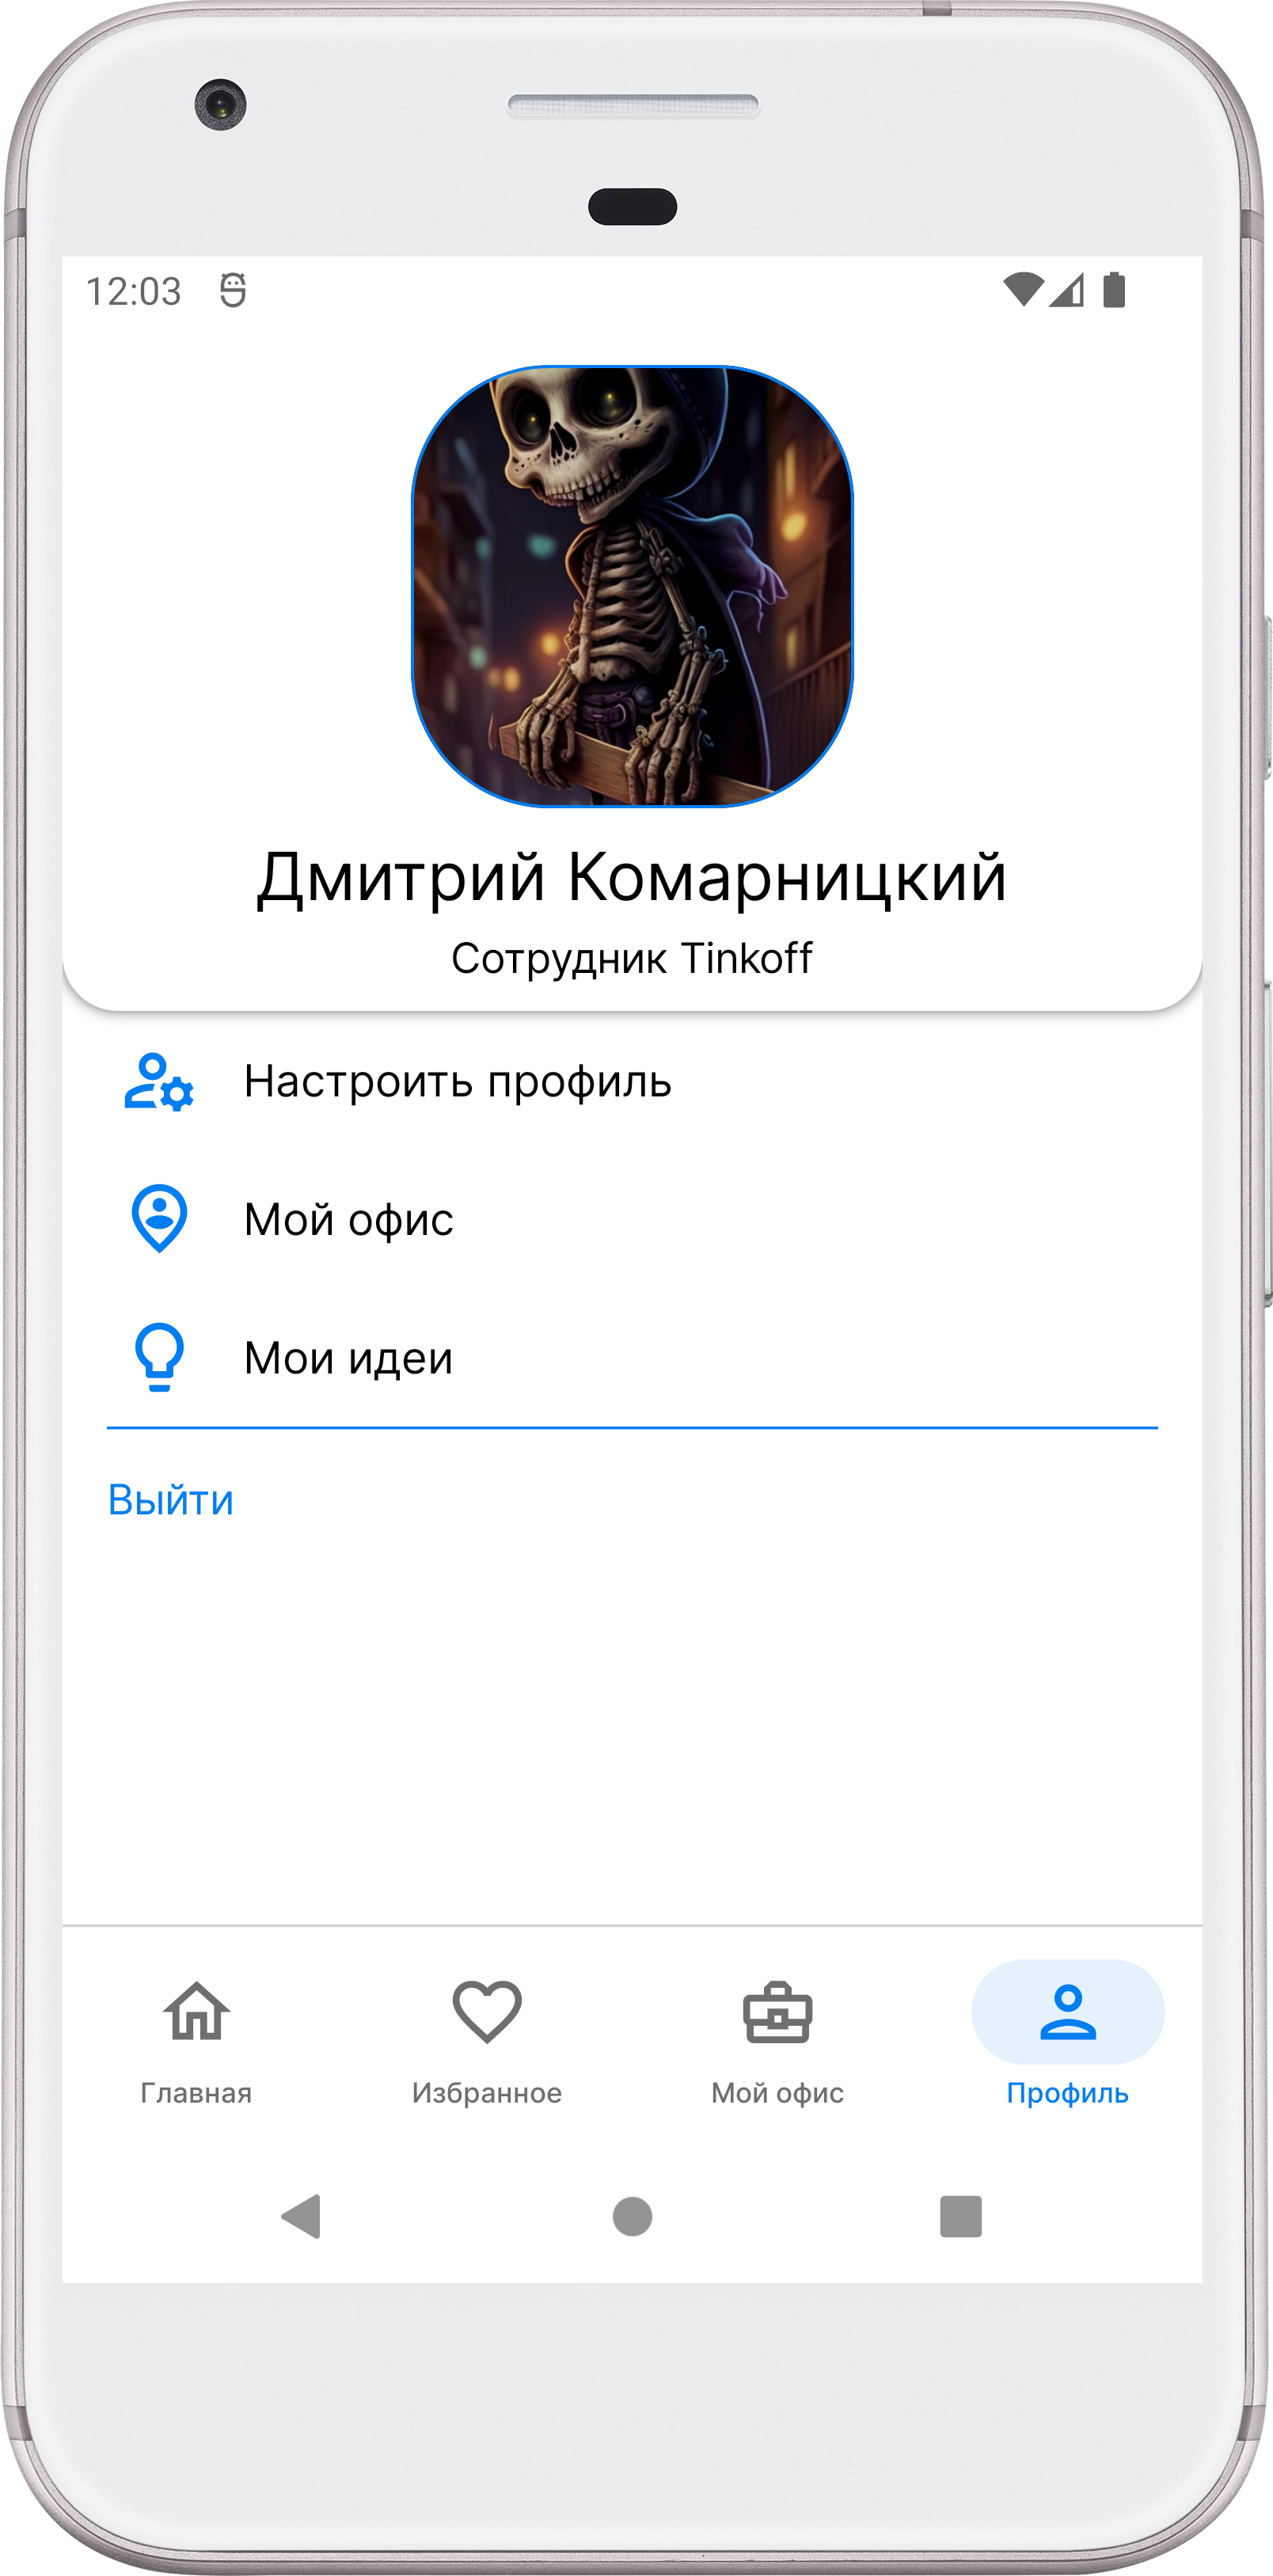 12:03
Дмитрий Комарницкий
Сотрудник Tinkoff
Настроить профиль
Мой офис
Мои идеи
Выйти
Главная
Избранное
Мой офис
Профиль